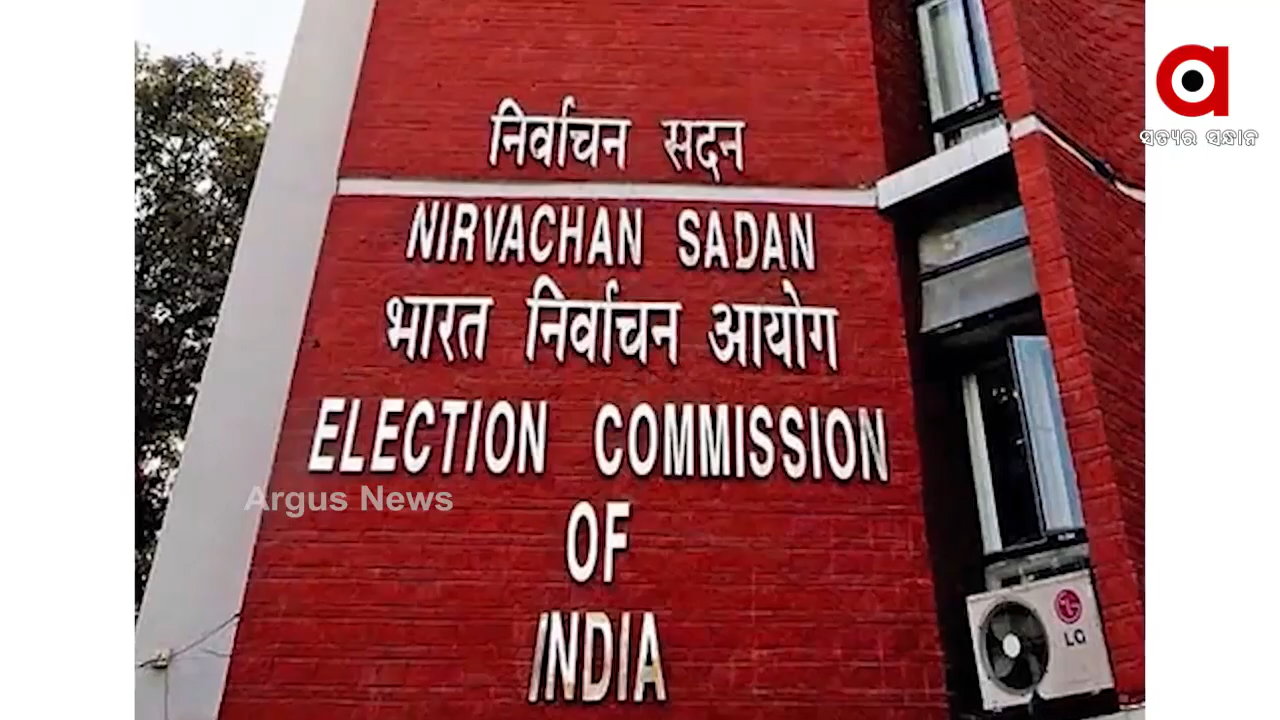 निर्वाचन सदन
NIRVACHAN SADAN
भारत निर्वाचन आयोग
ELECTION COMMISSION
OF
INDIA
Argus News
a
ସତ୍ୟର ସନ୍ଧାନ
LG